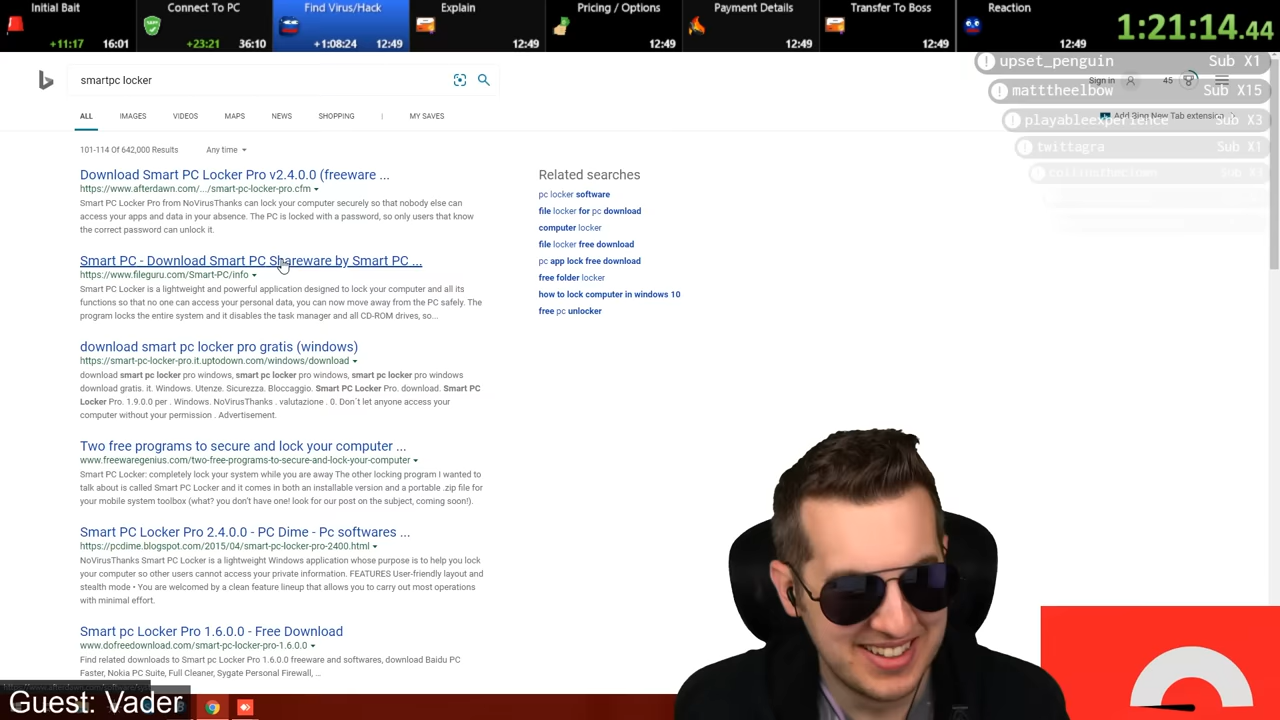 Initial Bait
+11:17 16:01
Connect To PC
+23:21 36:10
Find Virus/Hack
+1:08:24 12:49
Explain
12:49
Pricing / Options
12:49
Payment Details
12:49
Transfer To Boss
12:49
Reaction
12:49
1:21:14.44
smartpc locker
Sign in
45
upset_penguin Sub X1
mattheelbow Sub X15
playableexperience Sub X3
twittagra Sub X1
Add Bing New Tab extension
ALL IMAGES VIDEOS MAPS NEWS SHOPPING | MY SAVES
101-114 Of 642,000 Results Any time
Download Smart PC Locker Pro v2.4.0.0 (freeware ...
https://www.afterdawn.com/.../smart-pc-locker-pro.cfm
Smart PC Locker Pro from NoVirusThanks can lock your computer securely so that nobody else can
access your apps and data in your absence. The PC is locked with a password, so only users that know
the correct password can unlock it.
Smart PC - Download Smart PC Shareware by Smart PC ...
https://www.fileguru.com/Smart-PC/info
Smart PC Locker is a lightweight and powerful application designed to lock your computer and all its
functions so that no one can access your personal data, you can now move away from the PC safely. The
program locks the entire system and it disables the task manager and all CD-ROM drives, so...
download smart pc locker pro gratis (windows)
https://smart-pc-locker-pro.it.uptodown.com/windows/download
download smart pc locker pro windows, smart pc locker pro windows, smart pc locker pro windows
download gratis. it. Windows. Utenze. Sicurezza. Bloccaggio. Smart PC Locker Pro. download. Smart PC
Locker Pro. 1.9.0.0 per . Windows. NoVirusThanks . valutazione . 0. Don´t let anyone access your
computer without your permission . Advertisement.
Two free programs to secure and lock your computer ...
www.freewaregenius.com/two-free-programs-to-secure-and-lock-your-computer
Smart PC Locker: completely lock your system while you are away The other locking program I wanted to
talk about is called Smart PC Locker and it comes in both an installable version and a portable .zip file for
your mobile system toolbox (what? you don't have one! look for our post on the subject, coming soon!).
Smart PC Locker Pro 2.4.0.0 - PC Dime - Pc softwares ...
https://pcdime.blogspot.com/2015/04/smart-pc-locker-pro-2400.html
NoVirusThanks Smart PC Locker is a lightweight Windows application whose purpose is to help you lock
your computer so other users cannot access your private information. FEATURES User-friendly layout and
stealth mode • You are welcomed by a clean feature lineup that allows you to carry out most operations
with minimal effort.
Smart pc Locker Pro 1.6.0.0 - Free Download
www.dofreedownload.com/smart-pc-locker-pro-1.6.0.0
Find related downloads to Smart pc Locker Pro 1.6.0.0 freeware and softwares, download Baidu PC
Faster, Nokia PC Suite, Full Cleaner, Sygate Personal Firewall, ...
Related searches
pc locker software
file locker for pc download
computer locker
file locker free download
pc app lock free download
free folder locker
how to lock computer in windows 10
free pc unlocker
Guest: Vader